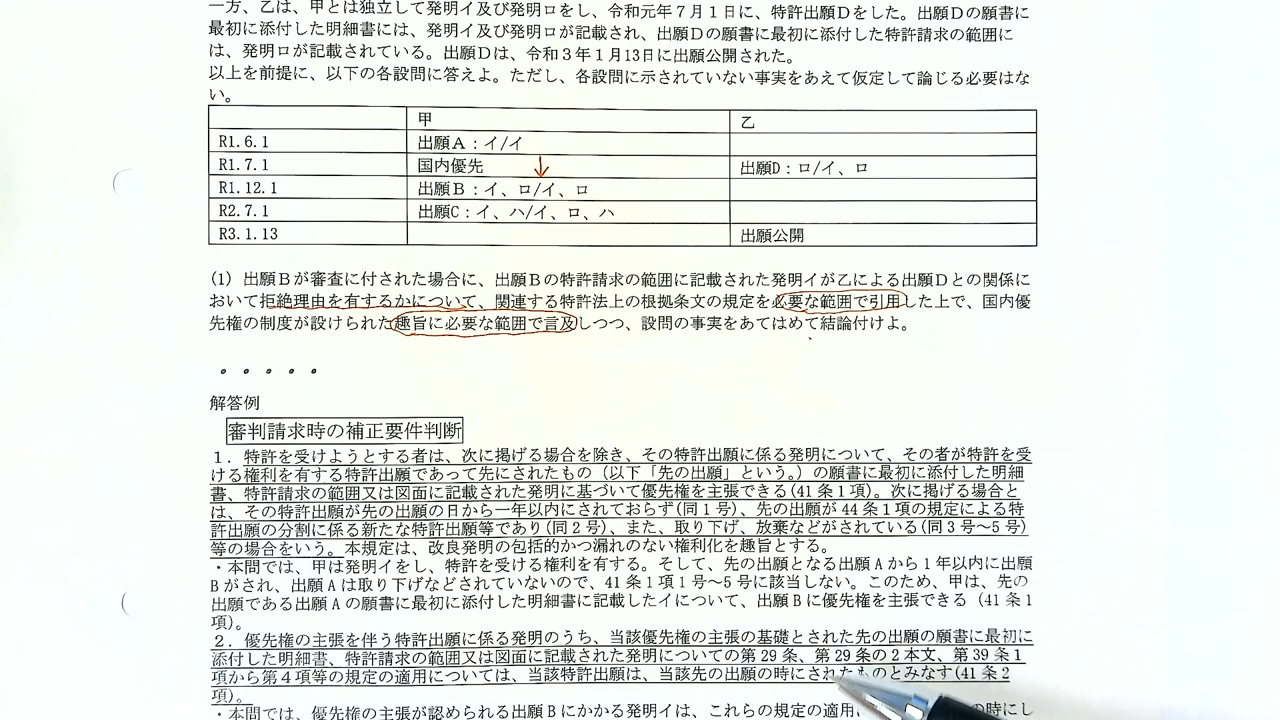 一方、乙は、甲とは独立して発明イ及び発明ロをし、令和元年７月１日に、特許出願Ｄをした。出願Ｄの願書に
最初に添付した明細書には、発明イ及び発明ロが記載され、出願Ｄの願書に最初に添付した特許請求の範囲に
は、発明ロが記載されている。出願Ｄは、令和３年１月13日に出願公開された。
以上を前提に、以下の各設問に答えよ。ただし、各設問に示されていない事実をあえて仮定して論じる必要はな
い。
甲 乙
R1.6.1 出願Ａ：イ/イ
R1.7.1 国内優先 ↓ 出願D：ロ/イ、ロ
R1.12.1 出願Ｂ：イ、ロ/イ、ロ
R2.7.1 出願C：イ、ハ/イ、ロ、ハ
R3.1.13 出願公開
(1) 出願Ｂが審査に付された場合に、出願Ｂの特許請求の範囲に記載された発明イが乙による出願Ｄとの関係に
おいて拒絶理由を有するかについて、関連する特許法上の根拠条文の規定を必要な範囲で引用した上で、国内優
先権の制度が設けられた趣旨に必要な範囲で言及しつつ、設問の事実をあてはめて結論付けよ。
。。。。。
解答例
審判請求時の補正要件判断
１．特許を受けようとする者は、次に掲げる場合を除き、その特許出願に係る発明について、その者が特許を受
ける権利を有する特許出願であって先にされたもの（以下「先の出願」という。）の願書に最初に添付した明細
書、特許請求の範囲又は図面に記載された発明に基づいて優先権を主張できる(41 条１項)。次に掲げる場合と
は、その特許出願が先の出願の日から一年以内にされておらず(同１号)、先の出願が 44 条１項の規定による特
許出願の分割に係る新たな特許出願等であり(同２号)、また、取り下げ、放棄などがされている(同３号～５号)
等の場合をいう。本規定は、改良発明の包括的かつ漏れのない権利化を趣旨とする。
・本問では、甲は発明イをし、特許を受ける権利を有する。そして、先の出願となる出願Ａから１年以内に出願
Ｂがされ、出願Ａは取り下げなどされていないので、41 条１項１号～５号に該当しない。このため、甲は、先の
出願である出願Ａの願書に最初に添付した明細書に記載したイについて、出願Ｂに優先権を主張できる（41 条１
項)。
２．優先権の主張を伴う特許出願に係る発明のうち、当該優先権の主張の基礎とされた先の出願の願書に最初に
添付した明細書、特許請求の範囲又は図面に記載された発明についての第 29 条、第 29 条の２本文、第 39 条１
項から第４項等の規定の適用については、当該特許出願は、当該先の出願の時にされたものとみなす(41 条２
項)。
・本問では、優先権の主張が認められる出願Ｂにかかる発明イは、これらの規定の適用 の時にし